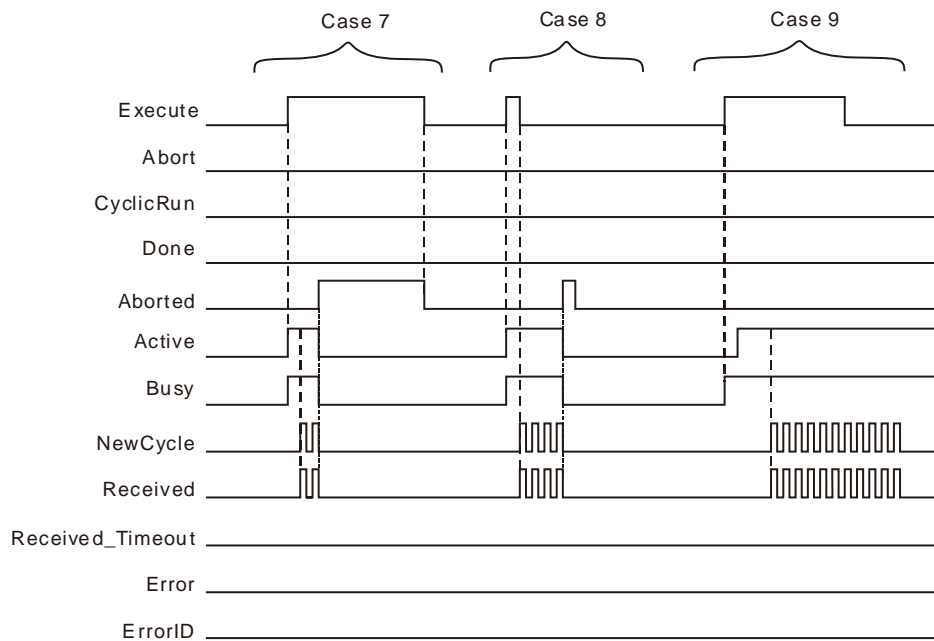 Case 7 Case 8 Case 9
Execute
Abort
CyclicRun
Done
Aborted
Active
Busy
NewCycle
Received
Received_Timeout
Error
ErrorID